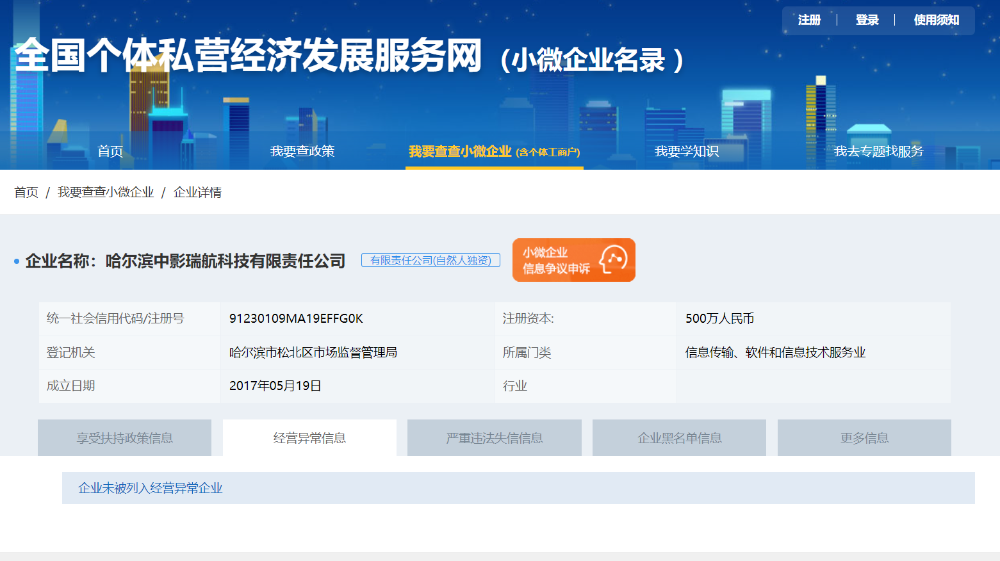 注册 登录 使用须知
全国个体私营经济发展服务网 (小微企业名录 )
首页 我要查政策 我要查查小微企业 (含个体工商户) 我要学知识 我去专题找服务
首页 / 我要查查小微企业 / 企业详情
企业名称：哈尔滨中影瑞航科技有限责任公司 有限责任公司(自然人独资)
小微企业
信息争议申诉
统一社会信用代码/注册号 91230109MA19EFFG0K 注册资本: 500万人民币
登记机关 哈尔滨市松北区市场监督管理局 所属门类 信息传输、软件和信息技术服务业
成立日期 2017年05月19日 行业
享受扶持政策信息 经营异常信息 严重违法失信信息 企业黑名单信息 更多信息
企业未被列入经营异常企业